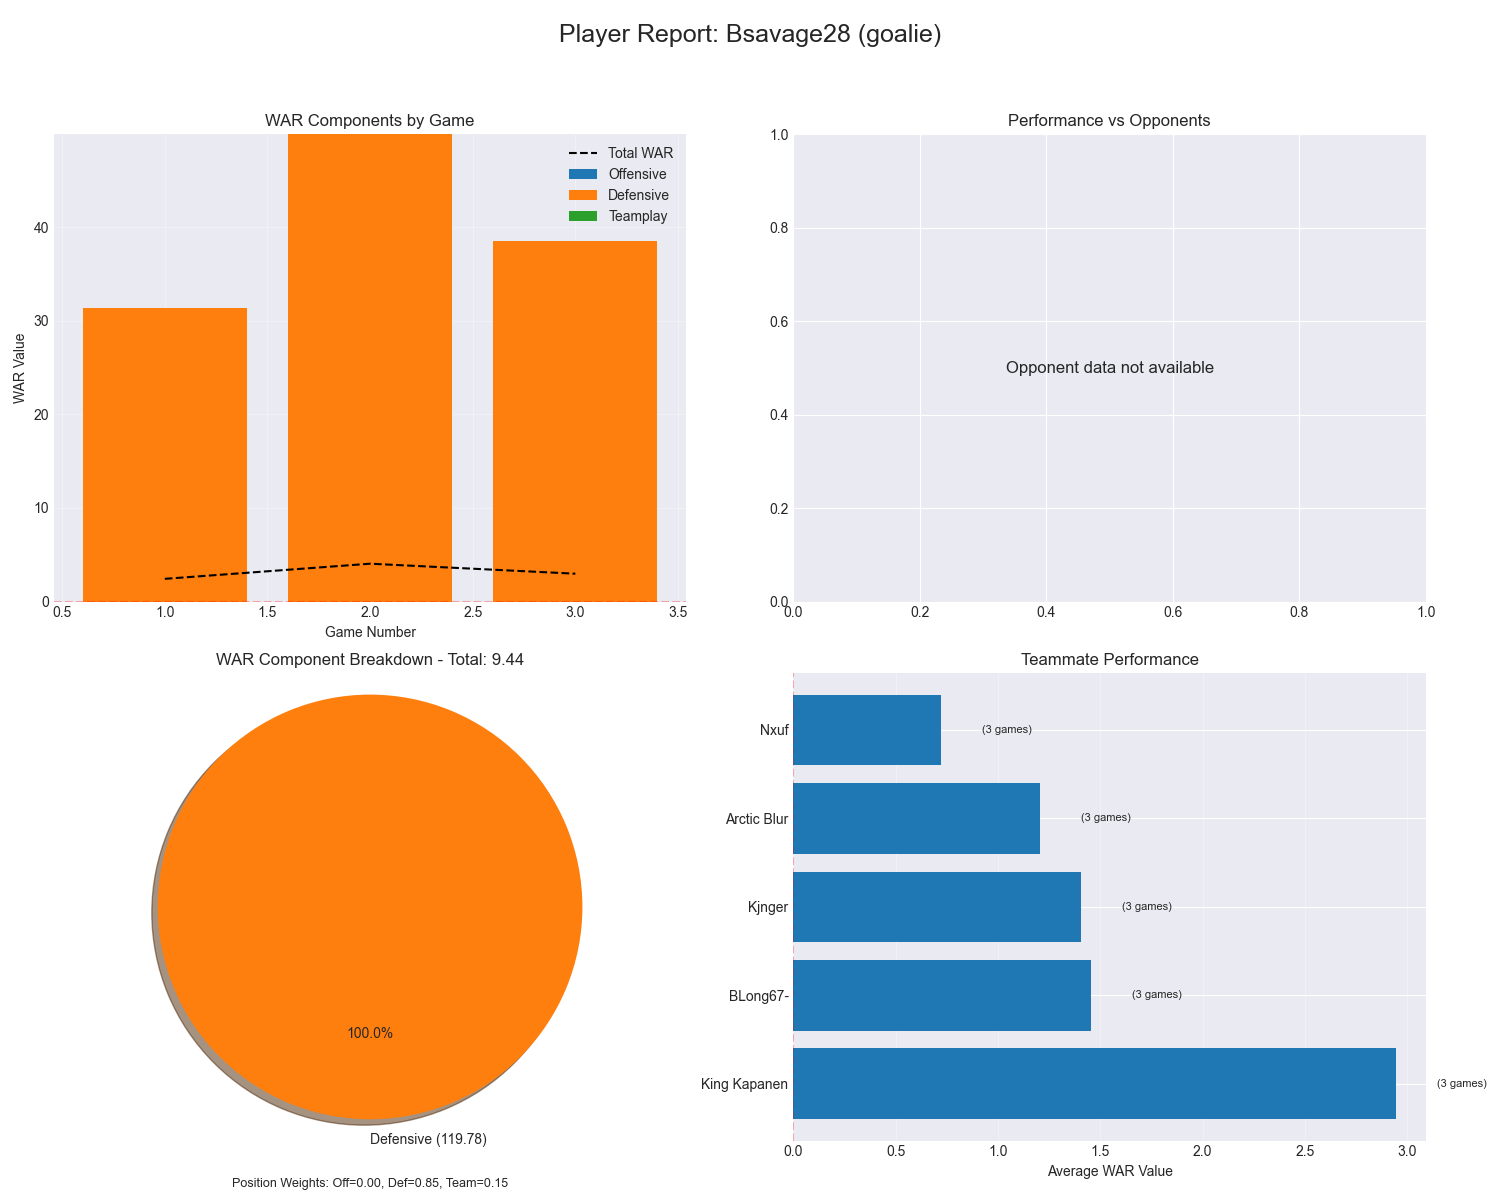 Player Report: Bsavage28 (goalie)
WAR Components by Game
Total WAR
Offensive
Defensive
Teamplay
WAR Value
40
30
20
10
0
0.5 1.0 1.5 2.0 2.5 3.0 3.5
Game Number
Performance vs Opponents
1.0
0.8
0.6
0.4
0.2
0.0
Opponent data not available
0.0 0.2 0.4 0.6 0.8 1.0
WAR Component Breakdown - Total: 9.44
100.0%
Defensive (119.78)
Position Weights: Off=0.00, Def=0.85, Team=0.15
Teammate Performance
Nxuf (3 games)
Arctic Blur (3 games)
Kjnger (3 games)
BLong67- (3 games)
King Kapanen (3 games)
0.0 0.5 1.0 1.5 2.0 2.5 3.0
Average WAR Value